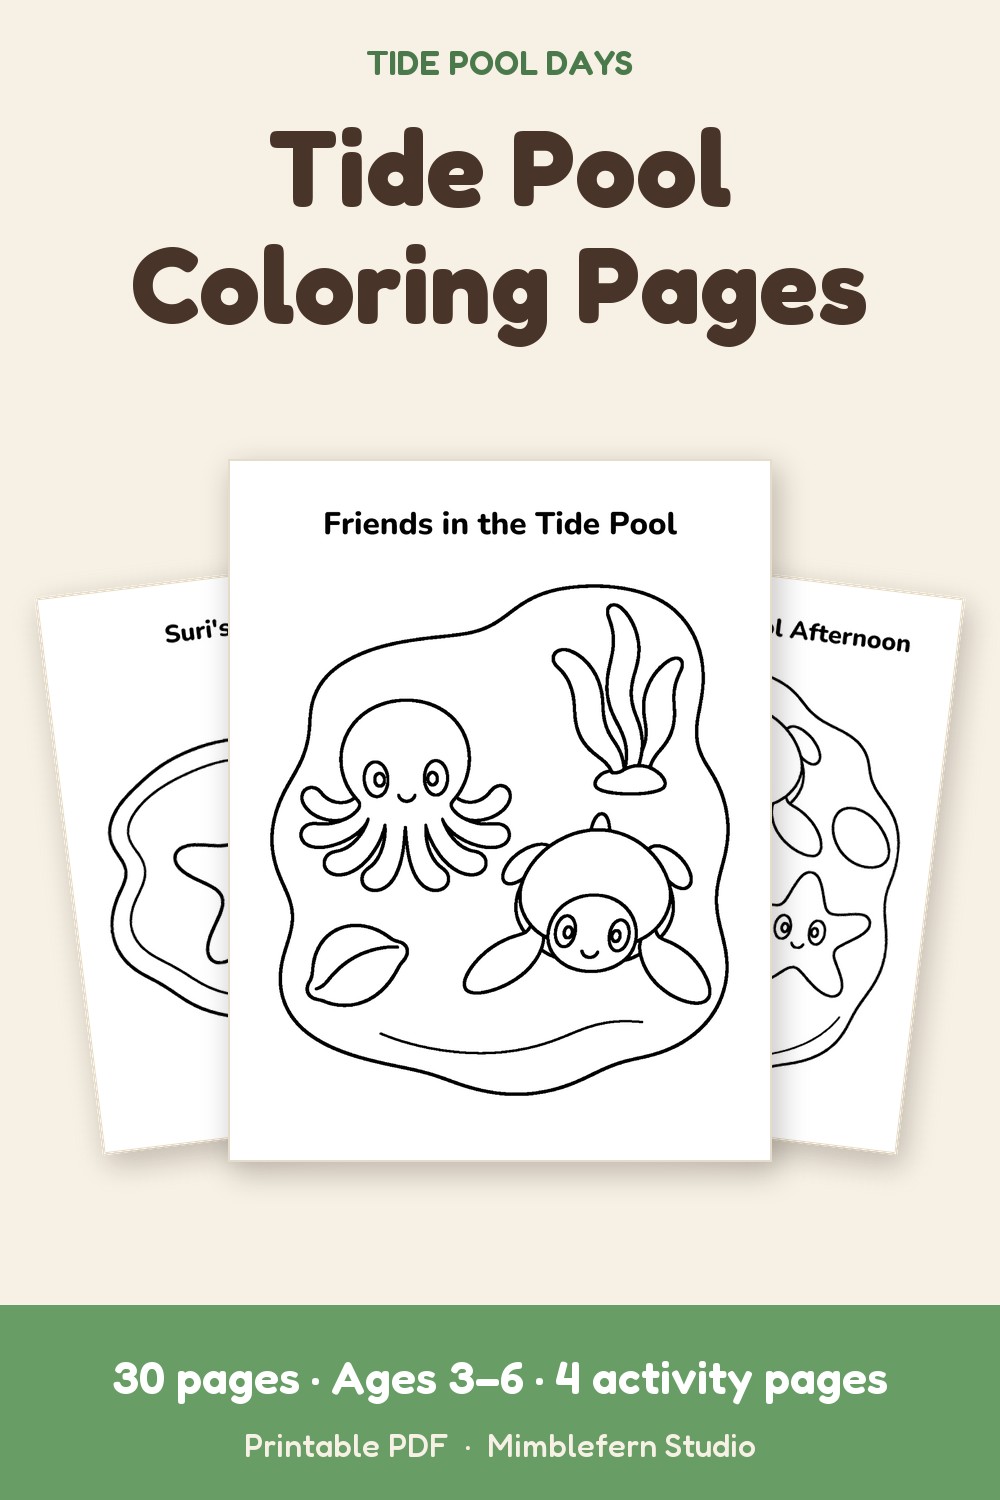 TIDE POOL DAYS
Tide Pool
Coloring Pages
Friends in the Tide Pool
Suri's
Afternoon
30 pages · Ages 3–6 · 4 activity pages
Printable PDF · Mimblefern Studio